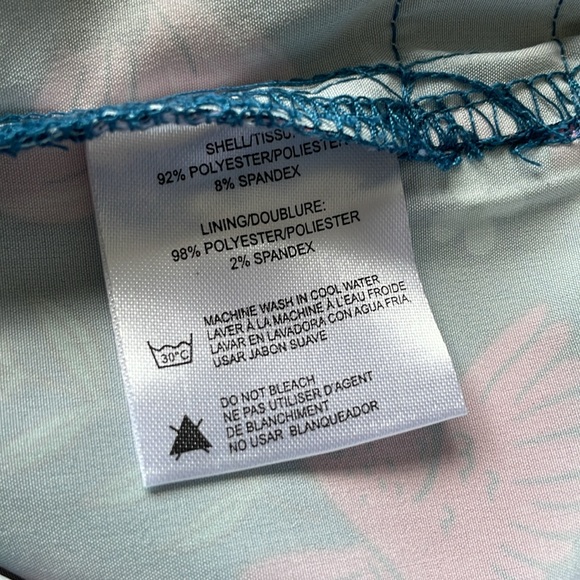 SHELL/TISSU:
92% POLYESTER/POLIESTER
8% SPANDEX
LINING/DOUBLURE:
98% POLYESTER/POLIESTER
2% SPANDEX
30°C
MACHINE WASH IN COOL WATER
LAVER À LA MACHINE À L'EAU FROIDE
LAVAR EN LAVADORA CON AGUA FRIA,
USAR JABON SUAVE
DO NOT BLEACH
NE PAS UTILISER D'AGENT
DE BLANCHIMENT
NO USAR BLANQUEADOR